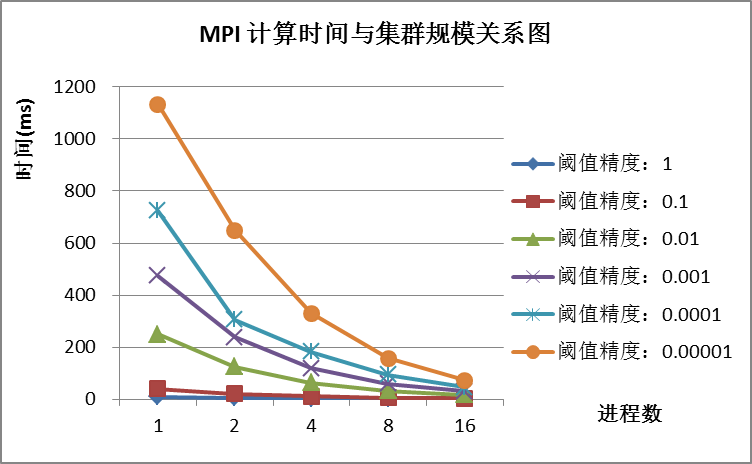 MPI 计算时间与集群规模关系图
时间(ms)
1200
1000
800
600
400
200
0
1
2
4
8
16
进程数
阈值精度：1
阈值精度：0.1
阈值精度：0.01
阈值精度：0.001
阈值精度：0.0001
阈值精度：0.00001